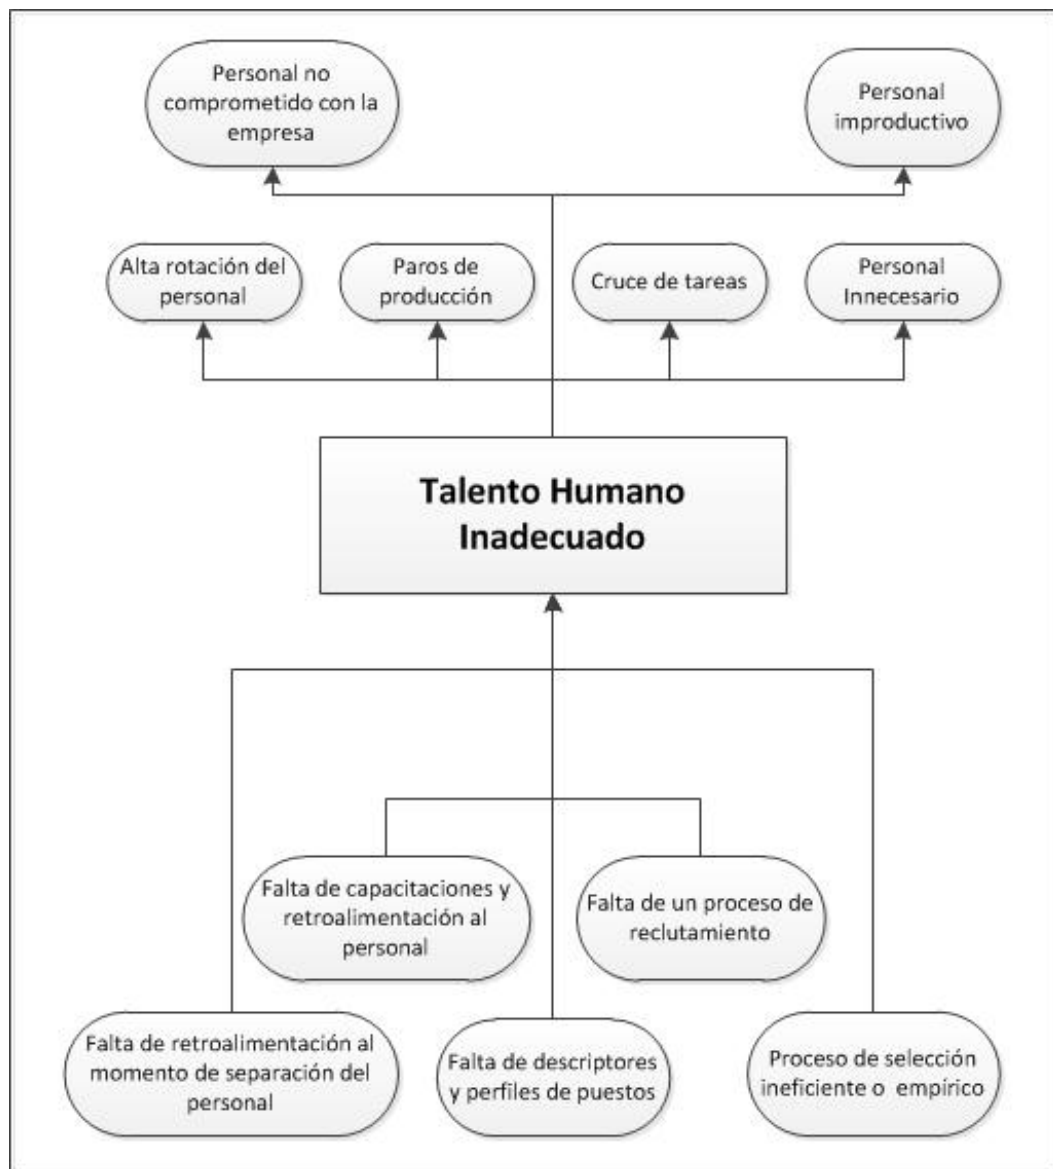 Personal no
comprometido con la
empresa
Personal
improductivo
Alta rotación del
personal
Paros de
producción
Cruce de tareas
Personal
Innecesario
Talento Humano
Inadecuado
Falta de capacitaciones y
retroalimentación al
personal
Falta de un proceso de
reclutamiento
Falta de retroalimentación al
momento de separación del
personal
Falta de descriptores
y perfiles de puestos
Proceso de selección
ineficiente o empírico